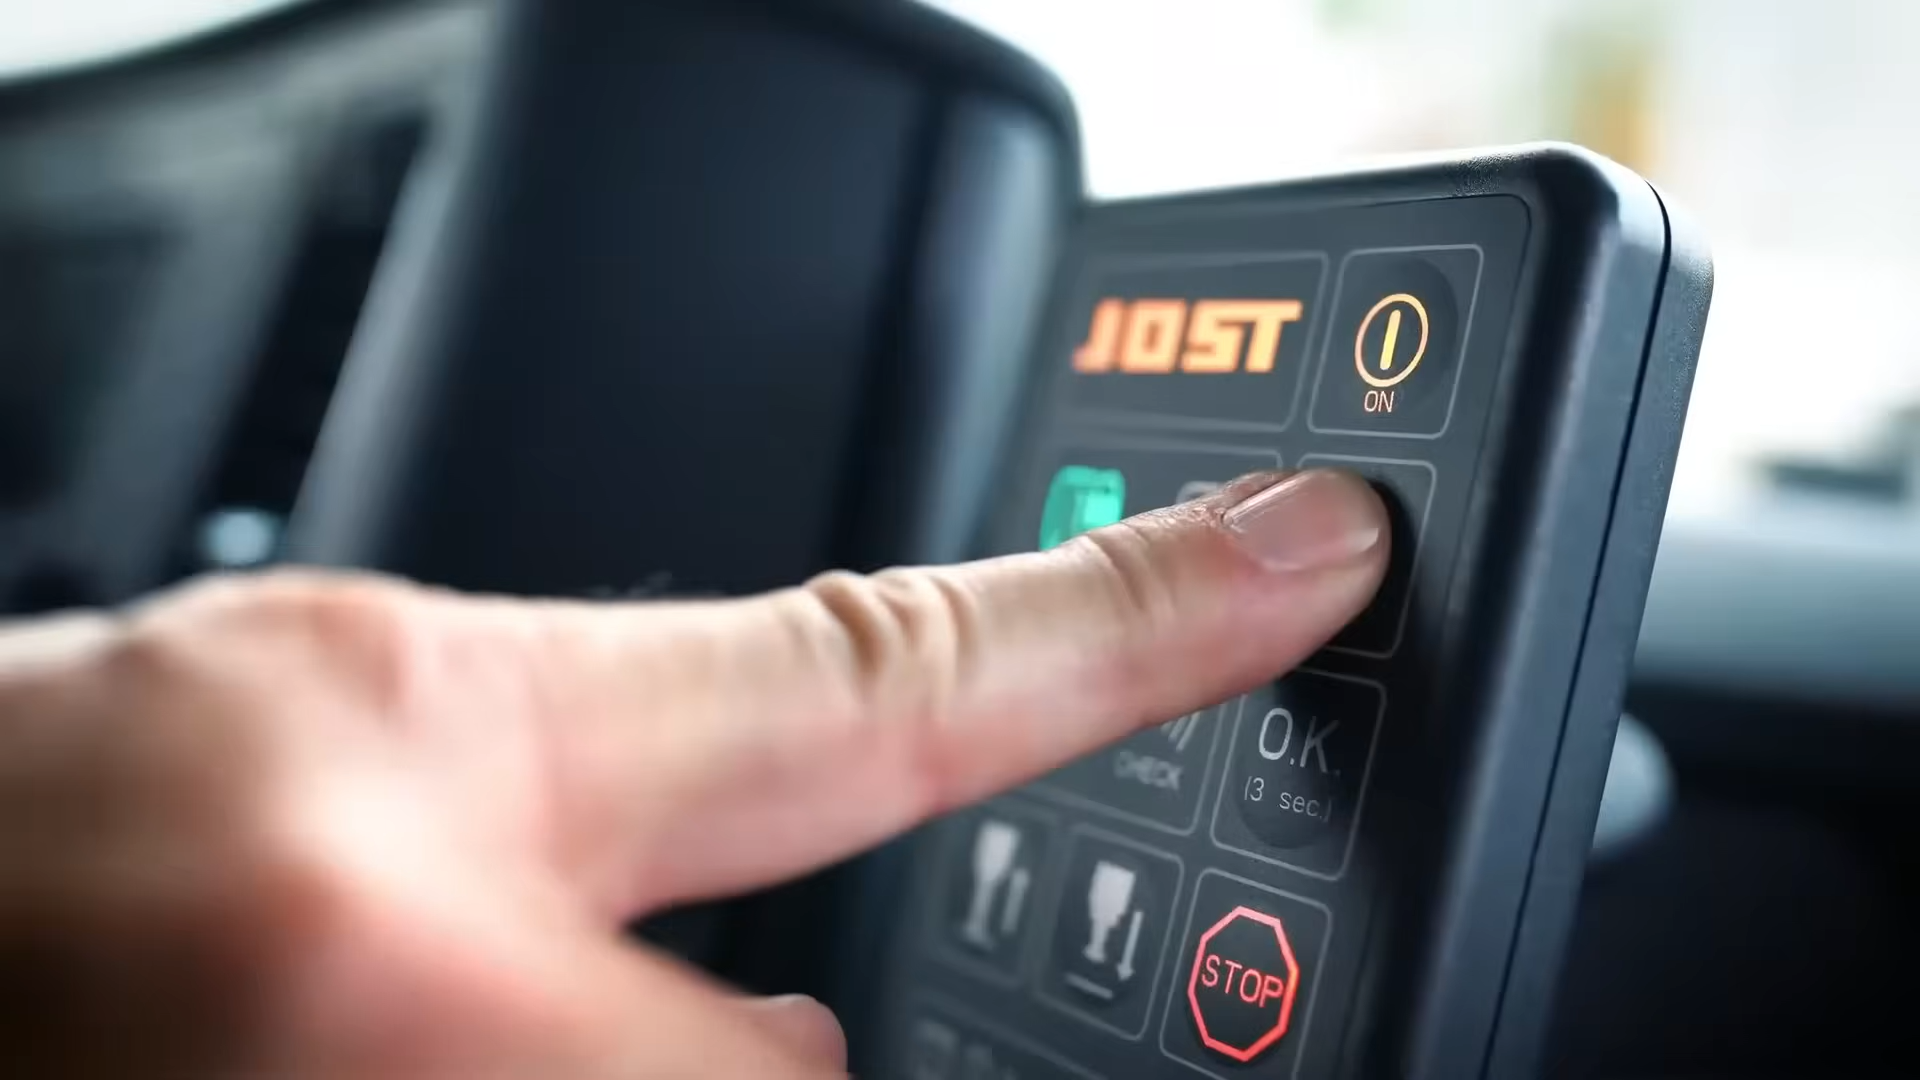 JOST
ON
CHECK
O.K.
(3 sec.)
STOP